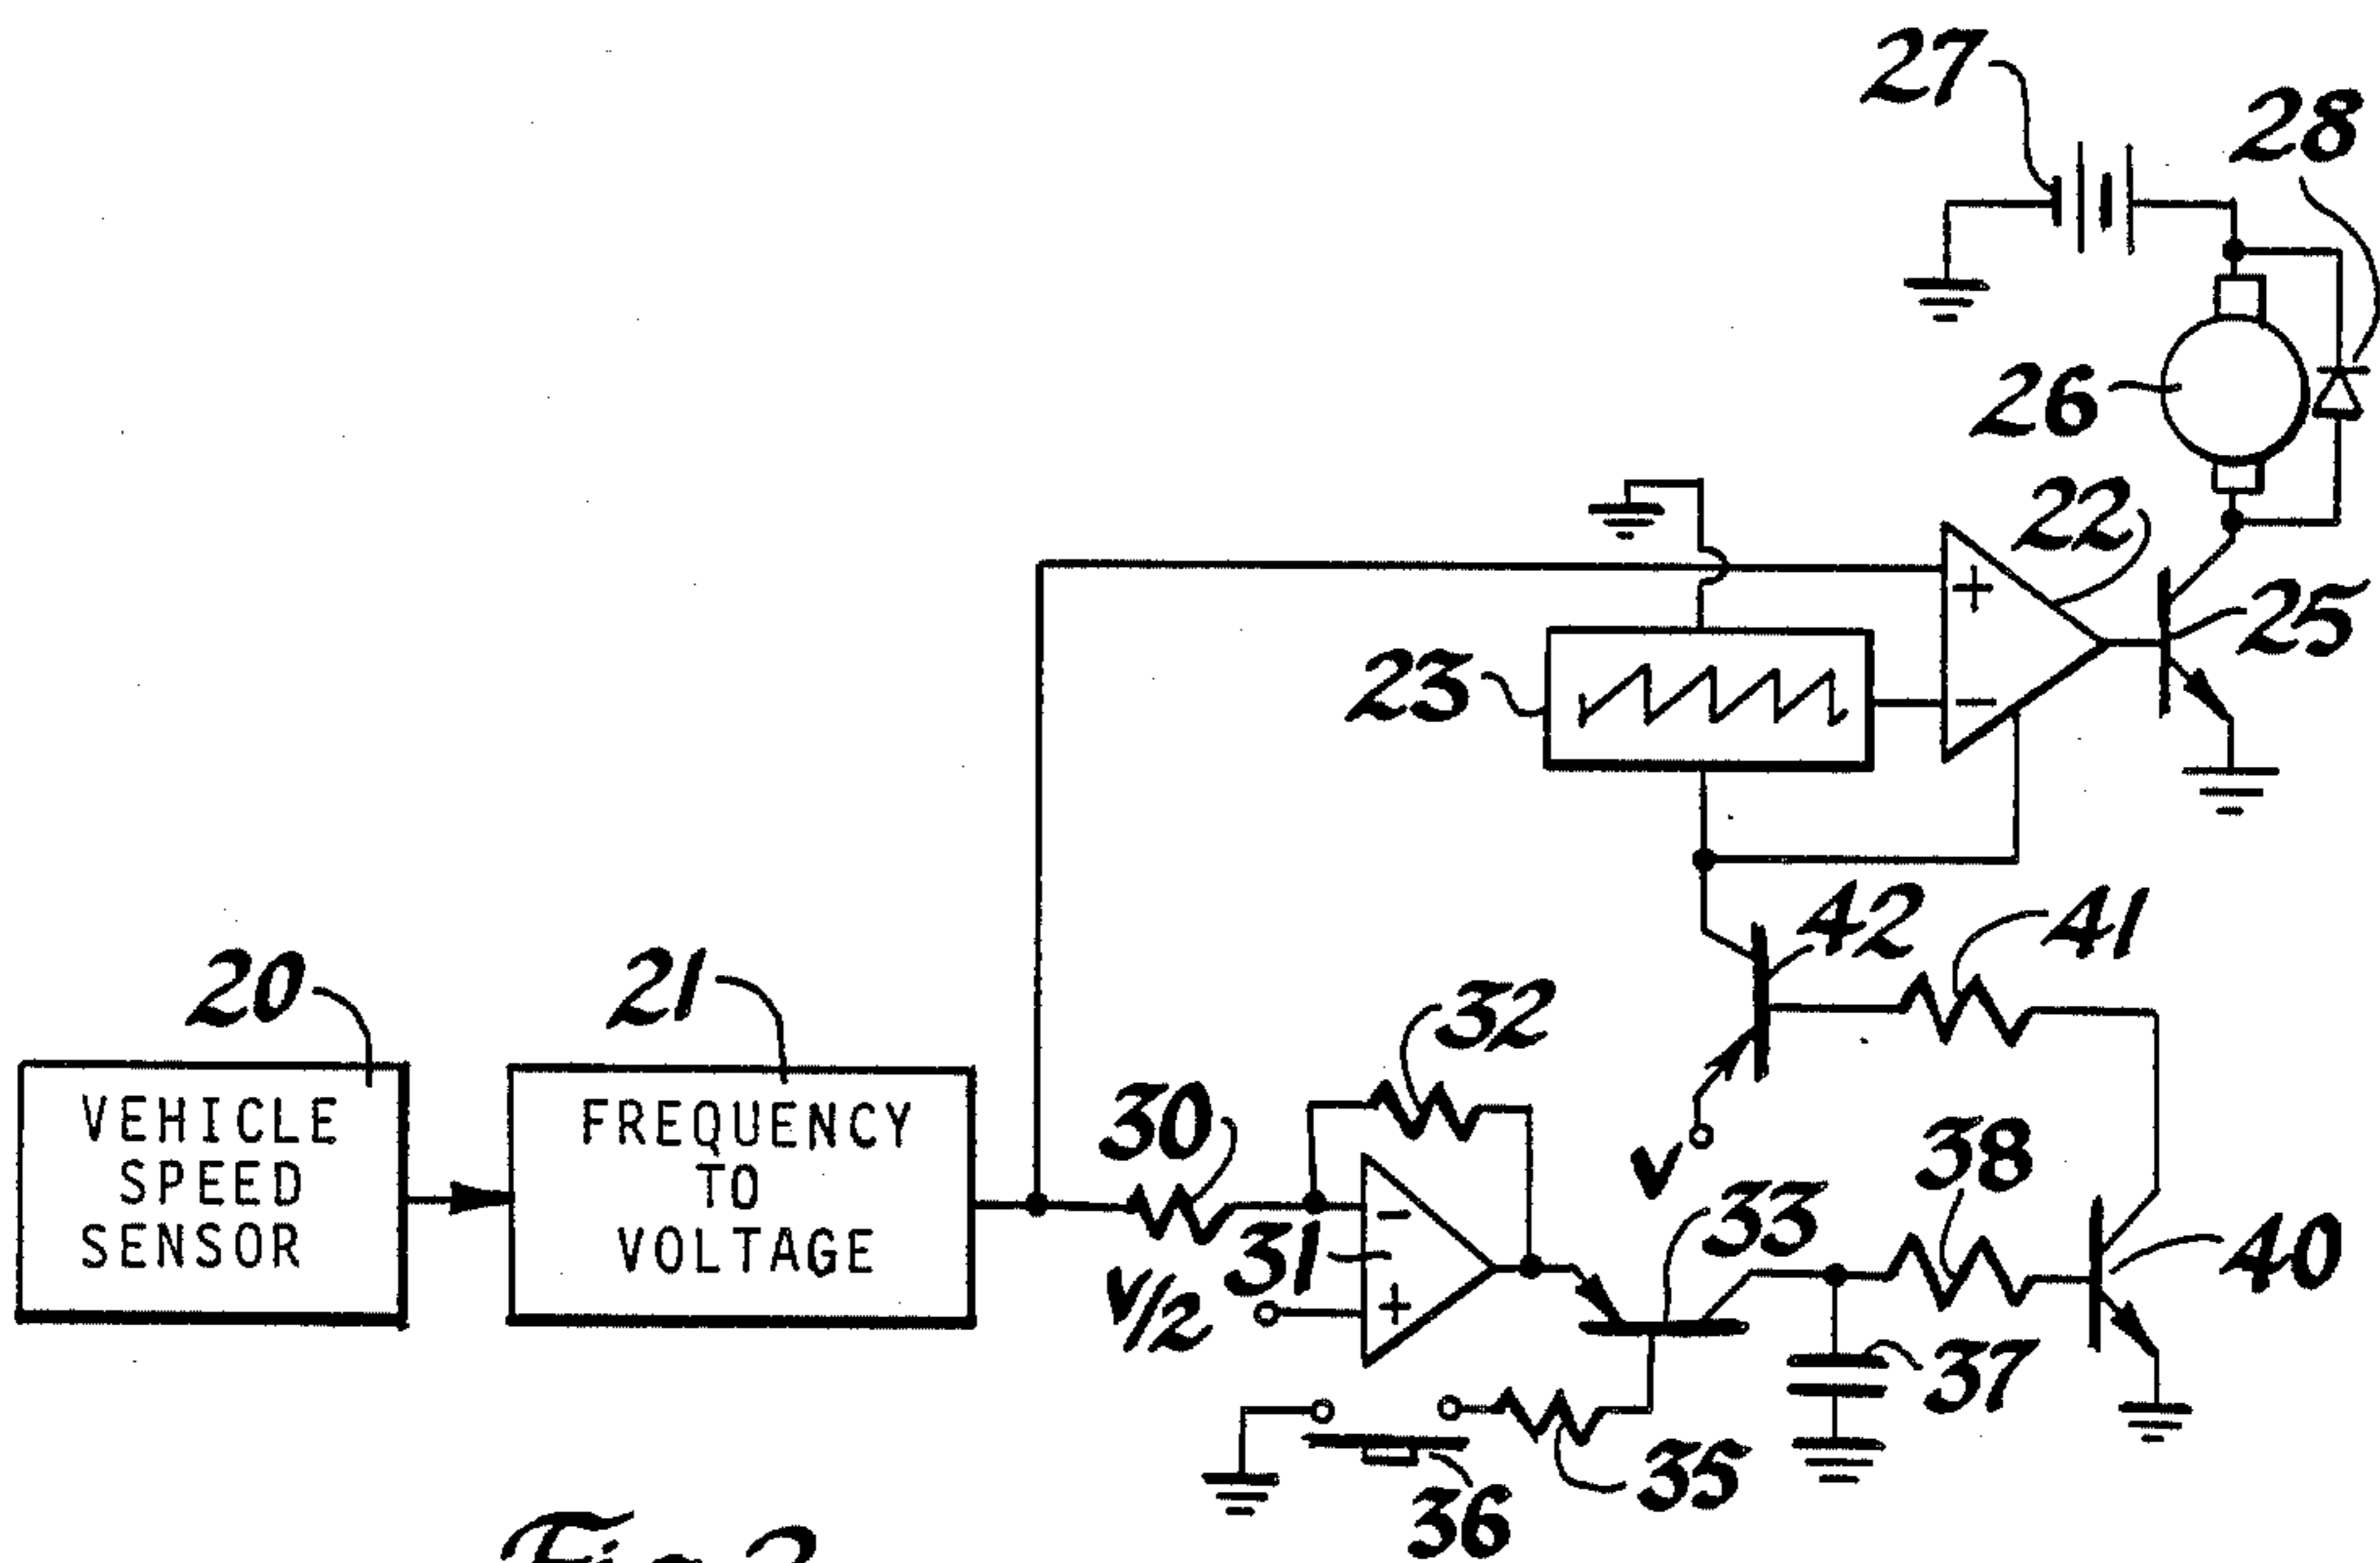 27
28
26
22
25
23
+
−
42
41
20
21
32
VEHICLE
SPEED
SENSOR
FREQUENCY
TO
VOLTAGE
30
V
38
33
−
31
40
V/2
+
37
35
36